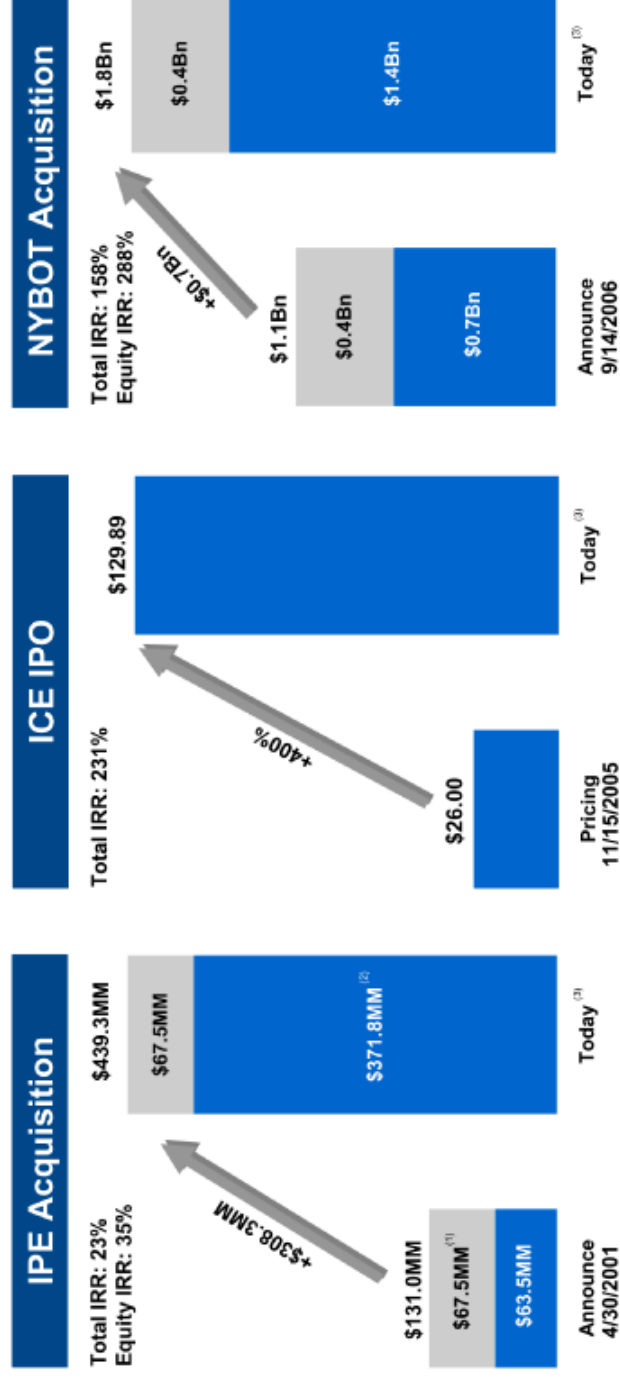 IPE Acquisition
Total IRR: 23%
Equity IRR: 35%
$131.0MM
$67.5MM (1)
$63.5MM
Announce
4/30/2001
+$308.3MM
$439.3MM
$67.5MM
$371.8MM (2)
Today (3)
ICE IPO
Total IRR: 231%
$26.00
Pricing
11/15/2005
+400%
$129.89
Today (3)
NYBOT Acquisition
Total IRR: 158%
Equity IRR: 288%
$1.1Bn
$0.4Bn
$0.7Bn
Announce
9/14/2006
+$0.7Bn
$1.8Bn
$0.4Bn
$1.4Bn
Today (3)